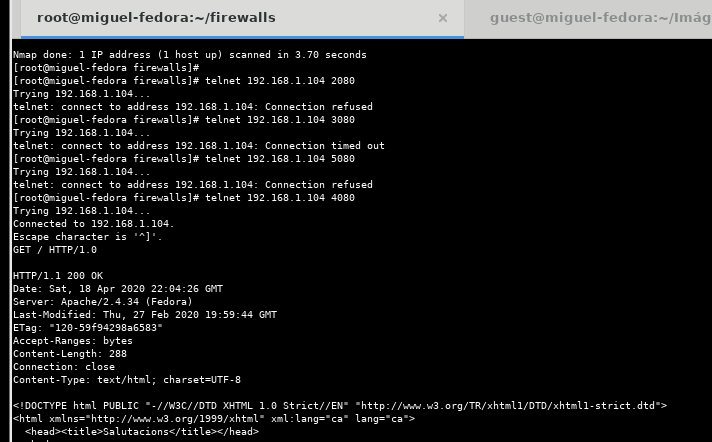 root@miguel-fedora:~/firewalls
guest@miguel-fedora:~/Imág
Nmap done: 1 IP address (1 host up) scanned in 3.70 seconds
[root@miguel-fedora firewalls]#
[root@miguel-fedora firewalls]# telnet 192.168.1.104 2080
Trying 192.168.1.104...
telnet: connect to address 192.168.1.104: Connection refused
[root@miguel-fedora firewalls]# telnet 192.168.1.104 3080
Trying 192.168.1.104...
telnet: connect to address 192.168.1.104: Connection timed out
[root@miguel-fedora firewalls]# telnet 192.168.1.104 5080
Trying 192.168.1.104...
telnet: connect to address 192.168.1.104: Connection refused
[root@miguel-fedora firewalls]# telnet 192.168.1.104 4080
Trying 192.168.1.104...
Connected to 192.168.1.104.
Escape character is '^]'.
GET / HTTP/1.0
HTTP/1.1 200 OK
Date: Sat, 18 Apr 2020 22:04:26 GMT
Server: Apache/2.4.34 (Fedora)
Last-Modified: Thu, 27 Feb 2020 19:59:44 GMT
ETag: "120-59f94298a6583"
Accept-Ranges: bytes
Content-Length: 288
Connection: close
Content-Type: text/html; charset=UTF-8
<!DOCTYPE html PUBLIC "-//W3C//DTD XHTML 1.0 Strict//EN" "http://www.w3.org/TR/xhtml1/DTD/xhtml1-strict.dtd">
<html xmlns="http://www.w3.org/1999/xhtml" xml:lang="ca" lang="ca">
<head><title>Salutacions</title></head>